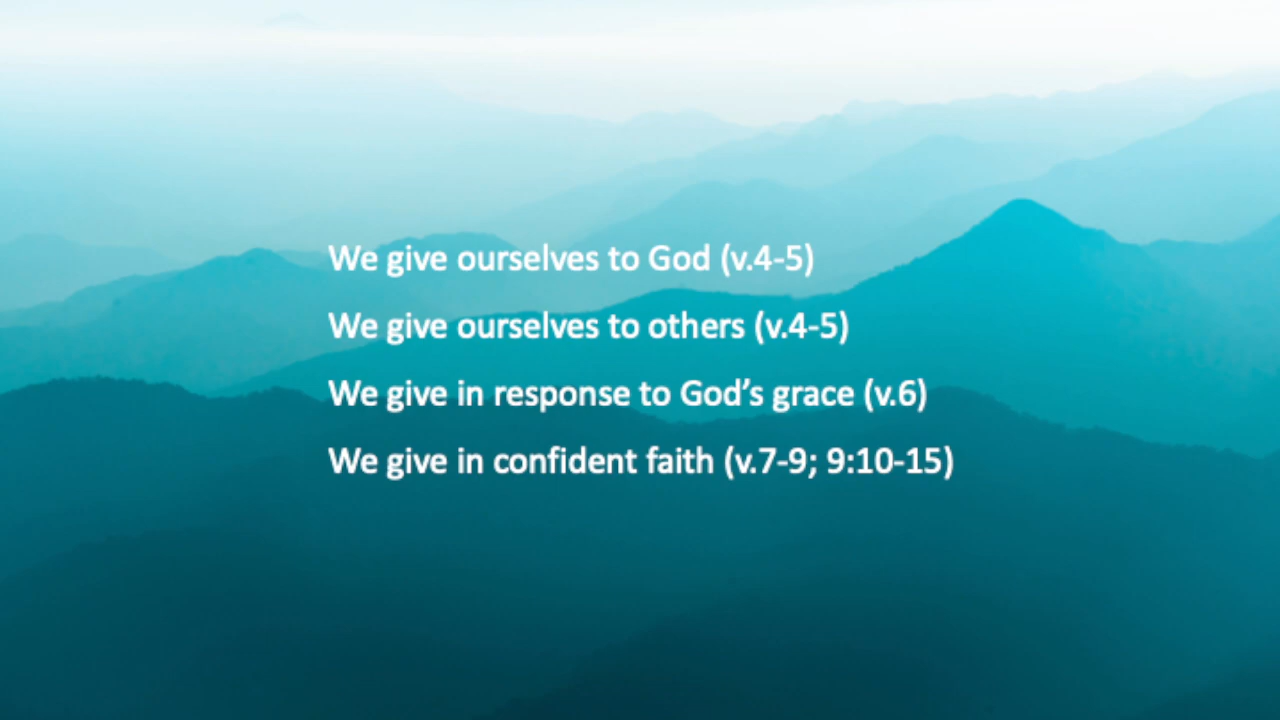 We give ourselves to God (v.4-5)
We give ourselves to others (v.4-5)
We give in response to God’s grace (v.6)
We give in confident faith (v.7-9; 9:10-15)